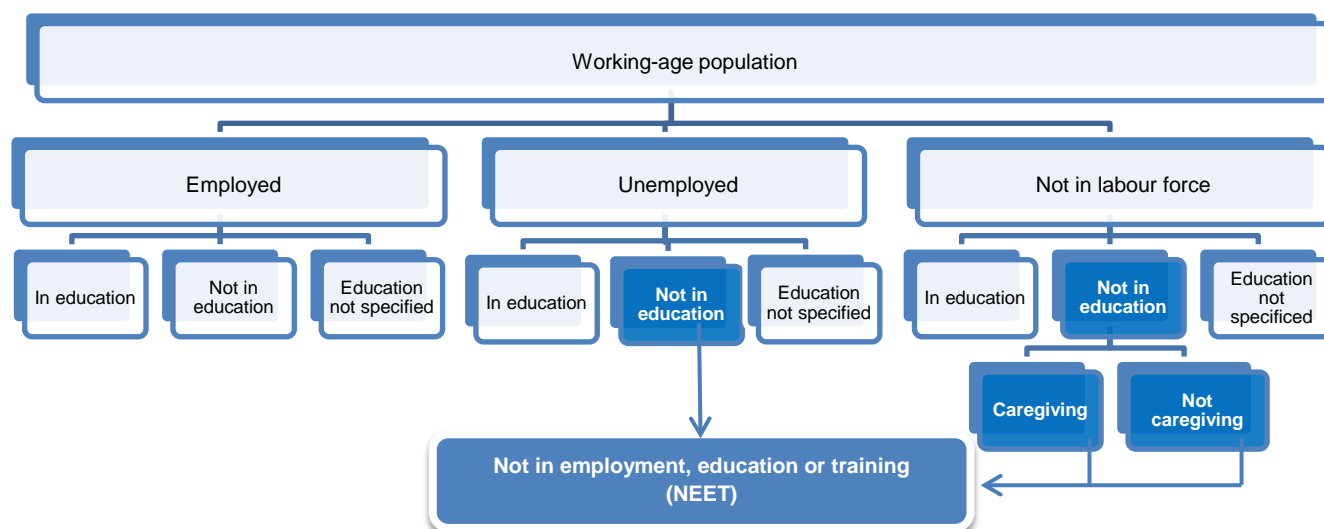 Working-age population
Employed
Unemployed
Not in labour force
In education
Not in
education
Education
not specified
In education
Not in
education
Education
not specified
In education
Not in
education
Education
not
specificed
Caregiving
Not
caregiving
Not in employment, education or training
(NEET)